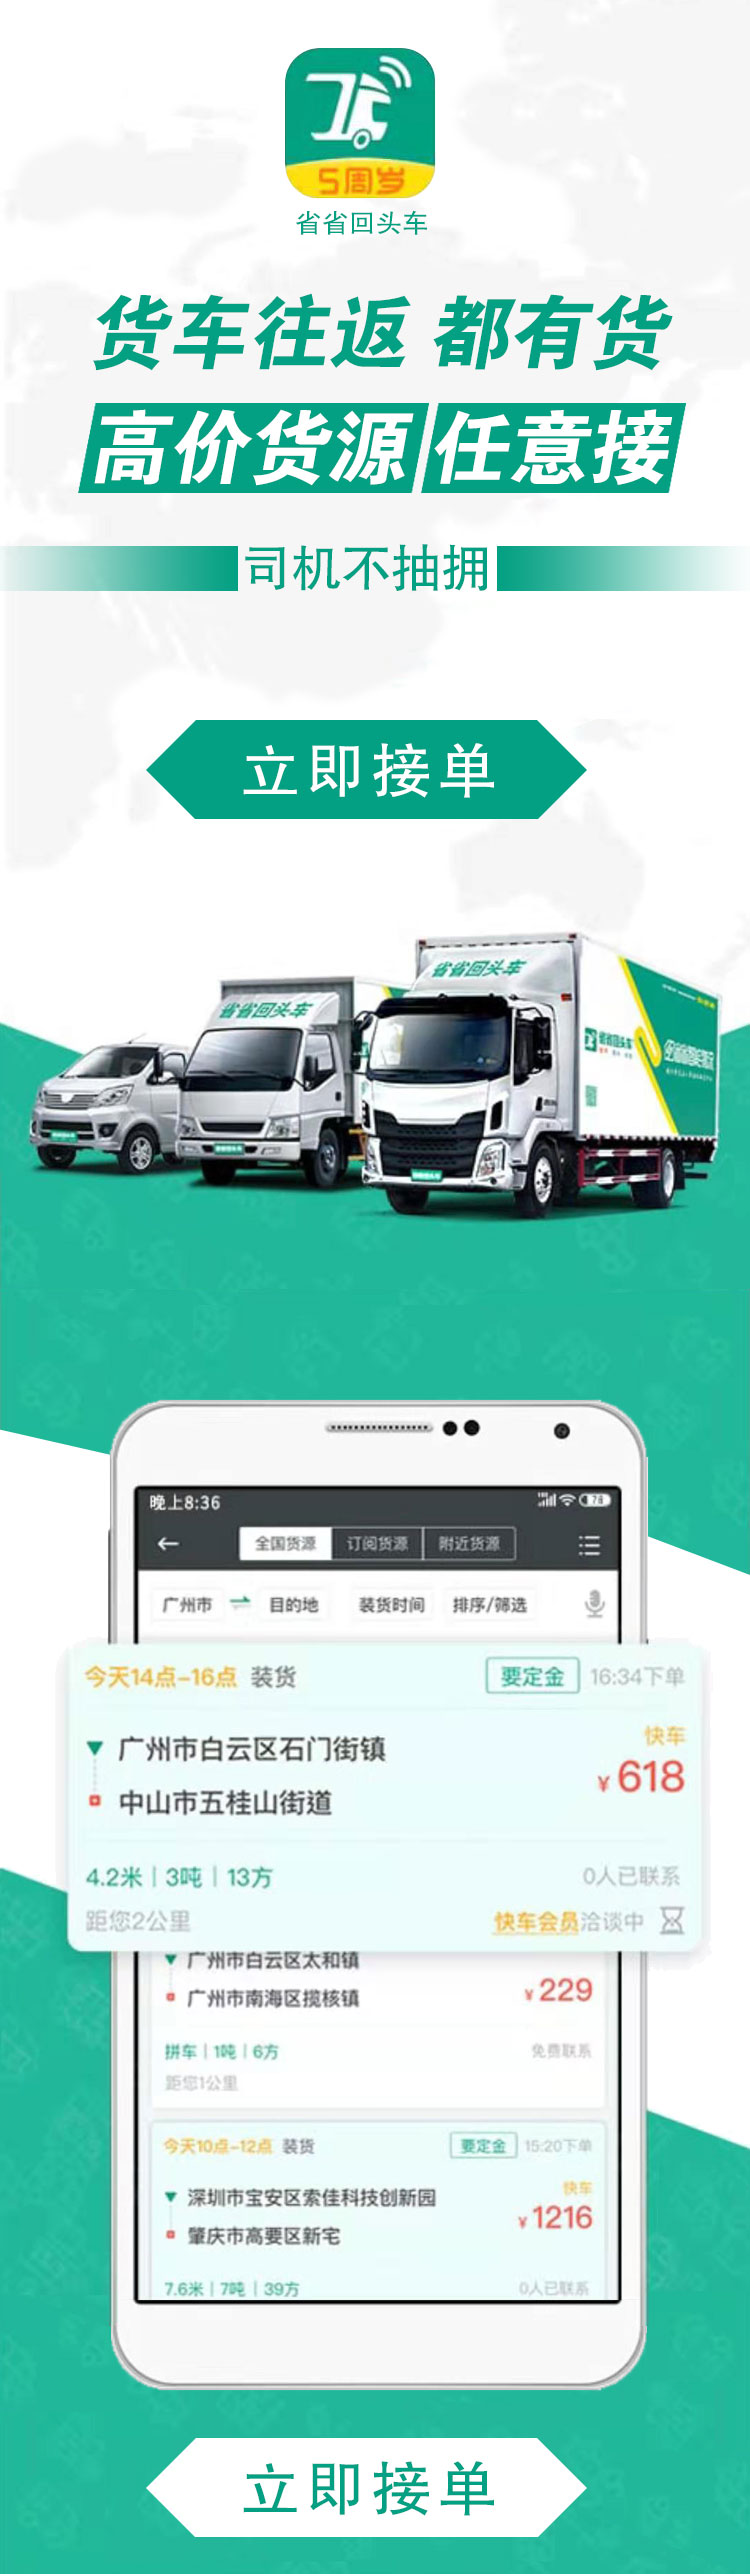 5周岁
省省回头车
货车往返 都有货
高价货源 任意接
司机不抽拥
立即接单
省省回头车
省省回头车
省省回头车
晚上8:36
78
全国货源 订阅货源 附近货源
广州市 目的地 装货时间 排序/筛选
今天14点-16点 装货 要定金 16:34下单
广州市白云区石门街镇 快车
¥618
中山市五桂山街道
4.2米 | 3吨 | 13方 0人已联系
距您2公里 快车会员洽谈中
广州市白云区太和镇
广州市南海区揽核镇 ¥229
拼车 | 1吨 | 6方 免费联系
距您1公里
今天10点-12点 装货 要定金 15:20下单
深圳市宝安区索佳科技创新园 快车
¥1216
肇庆市高要区新宅
7.6米 | 7吨 | 39方 0人已联系
立即接单